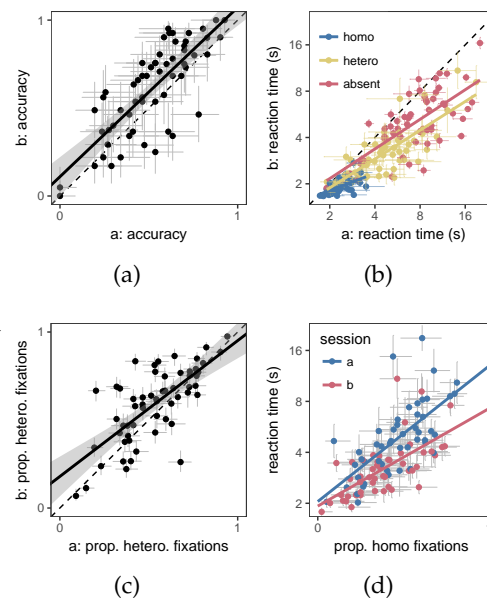 1
b: accuracy
0
0
1
a: accuracy
(a)
homo
hetero
absent
16
8
4
2
b: reaction time (s)
2
4
8
16
a: reaction time (s)
(b)
1
b: prop. hetero. fixations
0
0
1
a: prop. hetero. fixations
(c)
session
a
b
16
8
4
2
reaction time (s)
0
prop. homo fixations
(d)